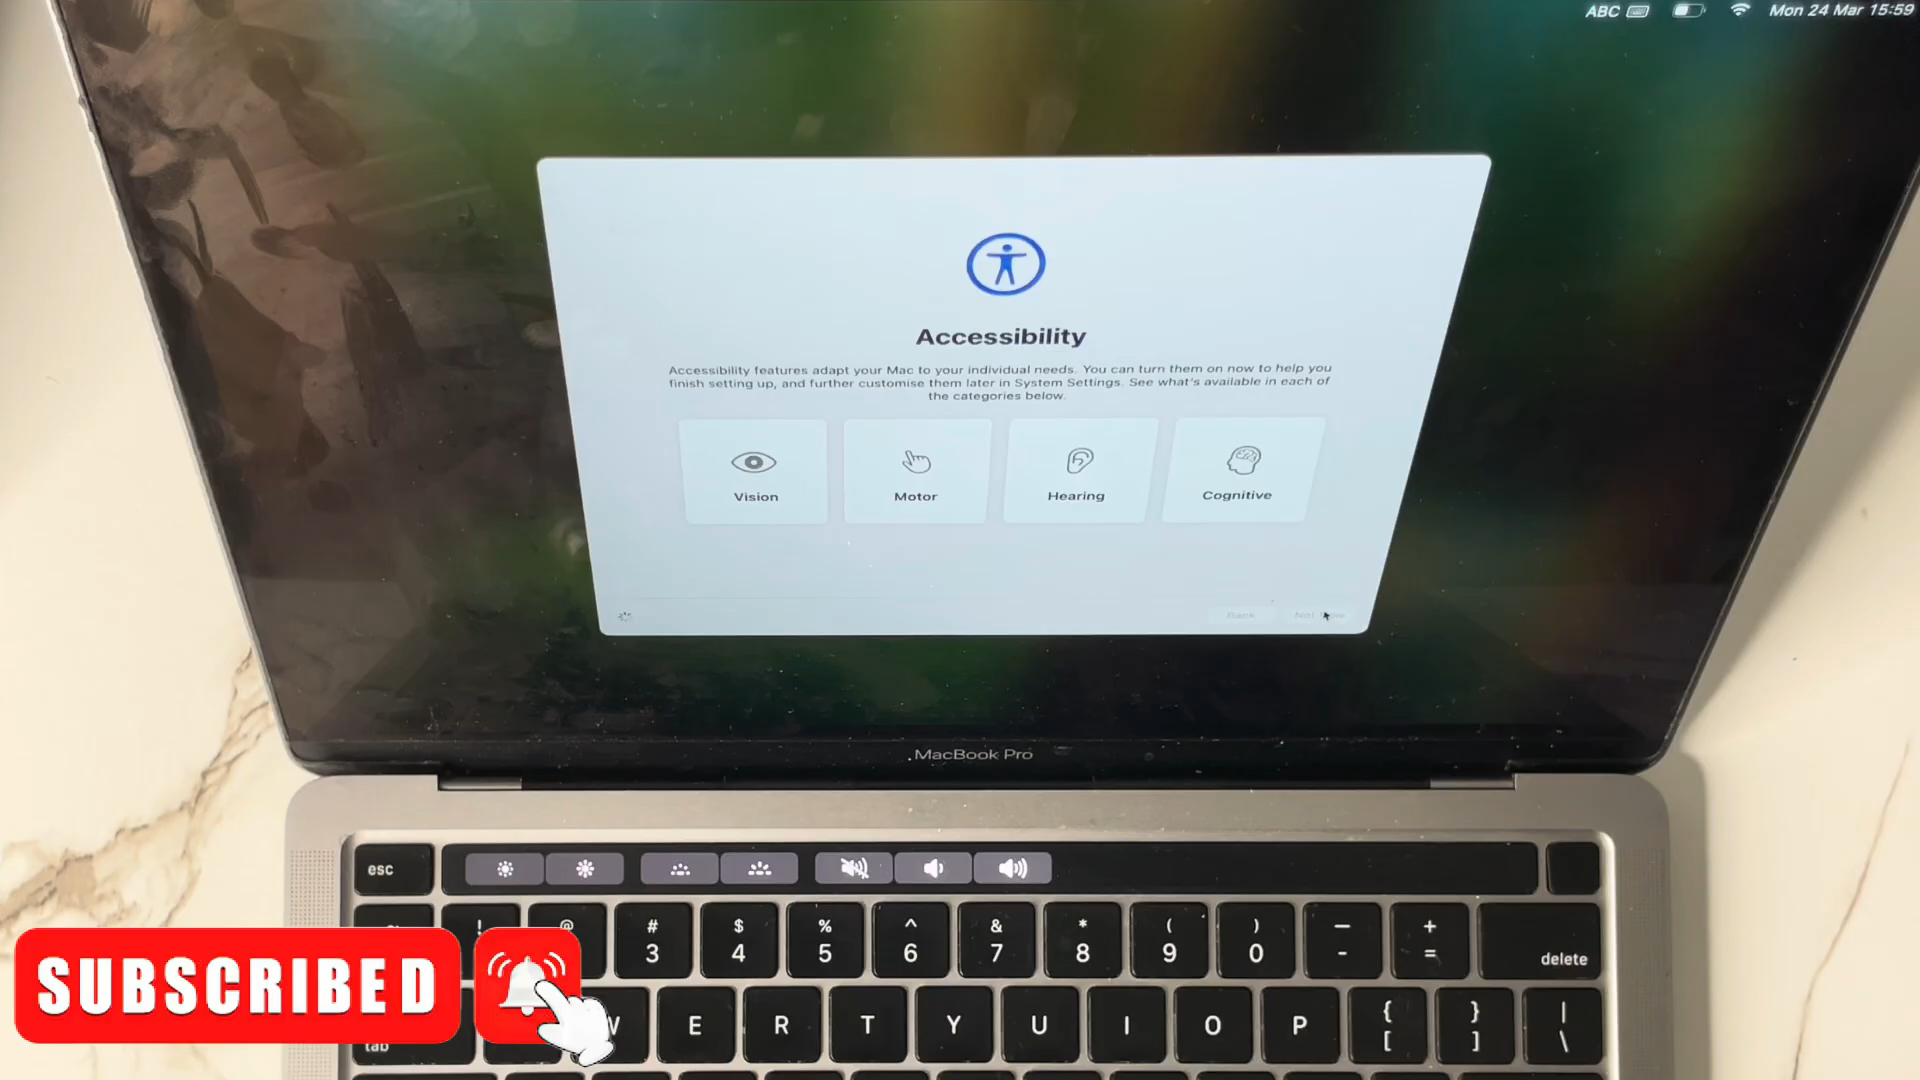 ABC
Mon 24 Mar 15:59
Accessibility
Accessibility features adapt your Mac to your individual needs. You can turn them on now to help you
finish setting up, and further customise them later in System Settings. See what's available in each of
the categories below.
Vision
Motor
Hearing
Cognitive
Back
MacBook Pro
esc
! @ # $ % ^ & * ( ) — +
3 4 5 6 7 8 9 0 - = delete
SUBSCRIBED
tab
W E R T Y U I O P { } |
[ ] \